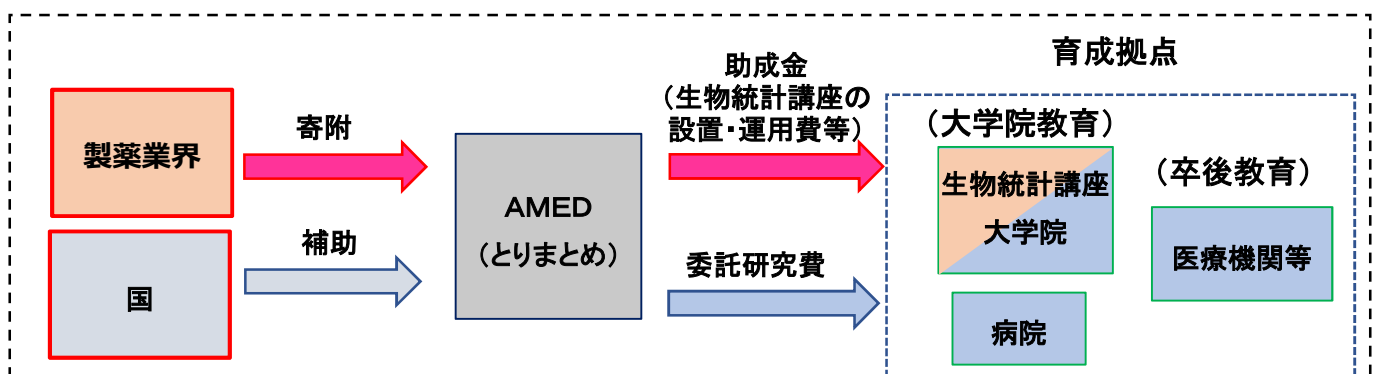 育成拠点
助成金
(生物統計講座の
設置・運用費等)
(大学院教育)
寄附
製薬業界
生物統計講座
大学院
(卒後教育)
AMED
(とりまとめ)
補助
委託研究費
医療機関等
国
病院